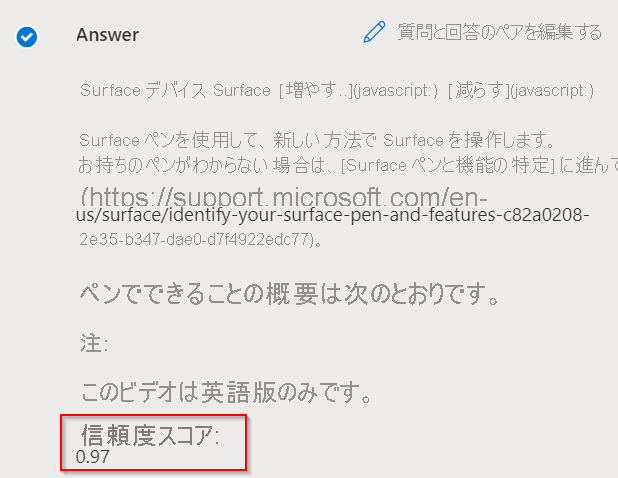 Answer
質問と回答のペアを編集する
Surface デバイス Surface [増やす..](javascript:) [減らす](javascript:)
Surface ペンを使用して、新しい方法で Surface を操作します。
お持ちのペンがわからない場合は、[Surface ペンと機能の特定] に進んで
(https://support.microsoft.com/en-
us/surface/identify-your-surface-pen-and-features-c82a0208-
2e35-b347-dae0-d7f4922edc77)。
ペンでできることの概要は次のとおりです。
注:
このビデオは英語版のみです。
信頼度スコア:
0.97